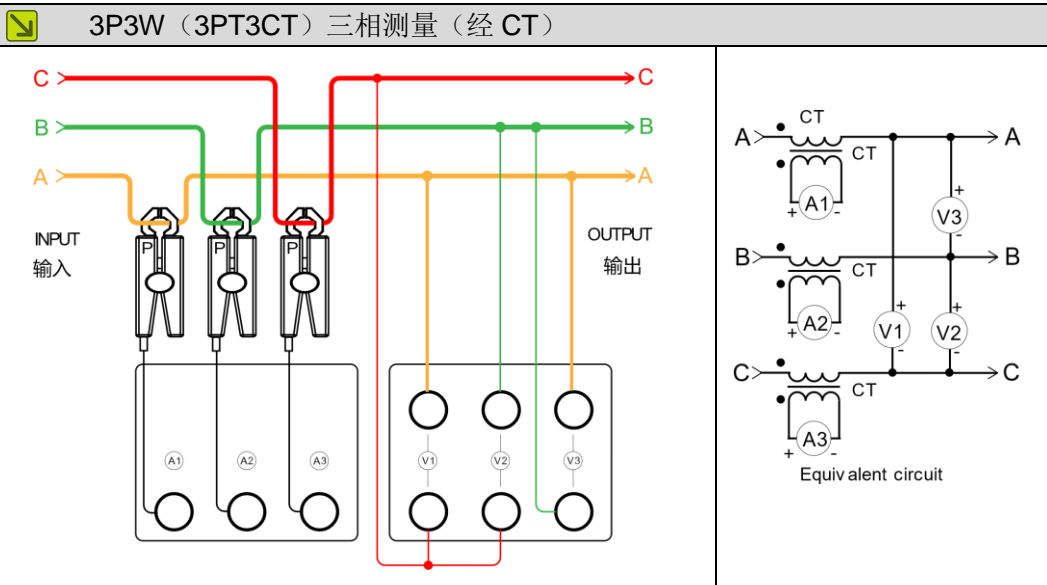 3P3W（3PT3CT）三相测量（经 CT）
C
C
B
B
A
A
INPUT
输入
OUTPUT
输出
P
P
P
A1
A2
A3
V1
V2
V3
CT
A
A
CT
+ A1 -
+
V3
-
B
B
CT
+ A2 -
+
V1
-
+
V2
-
C
C
CT
+ A3 -
Equivalent circuit